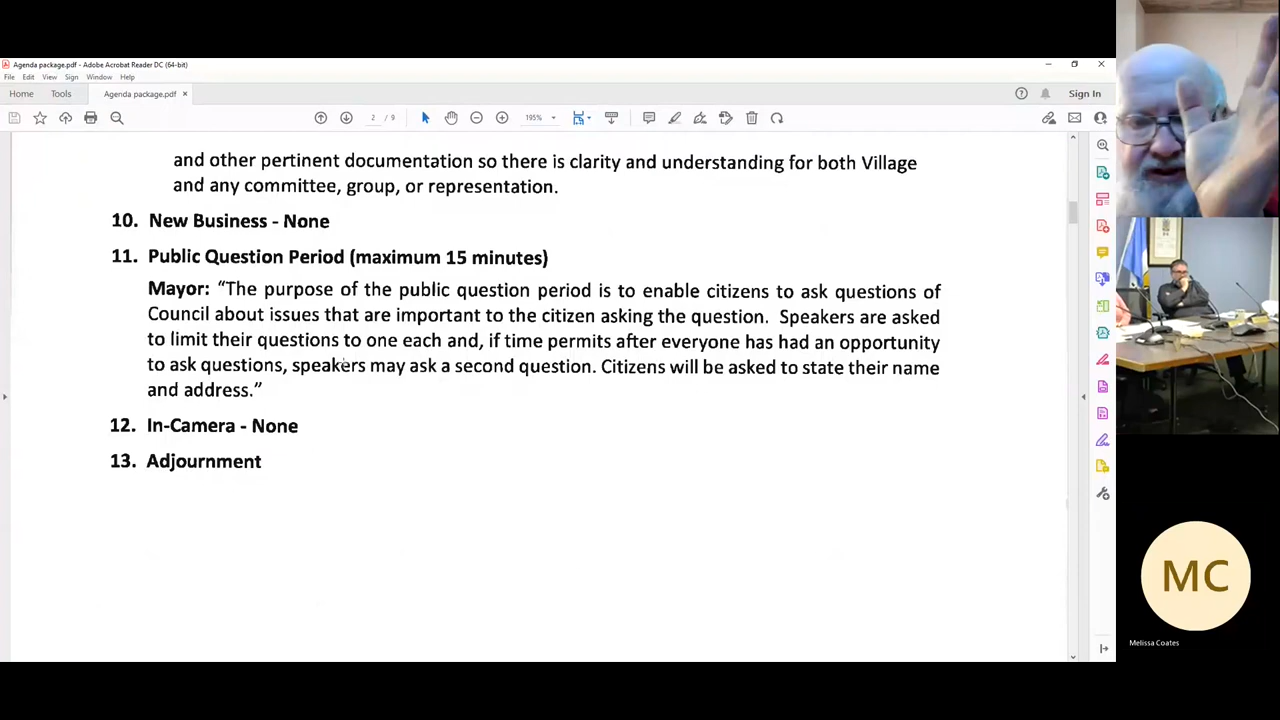 Agenda package.pdf - Adobe Acrobat Reader DC (64-bit)
File Edit View Sign Window Help
Home Tools Agenda package.pdf × Sign In
2 / 9 195%
and other pertinent documentation so there is clarity and understanding for both Village
and any committee, group, or representation.
10. New Business - None
11. Public Question Period (maximum 15 minutes)
Mayor: “The purpose of the public question period is to enable citizens to ask questions of
Council about issues that are important to the citizen asking the question. Speakers are asked
to limit their questions to one each and, if time permits after everyone has had an opportunity
to ask questions, speakers may ask a second question. Citizens will be asked to state their name
and address.”
12. In-Camera - None
13. Adjournment
MC
Melissa Coates